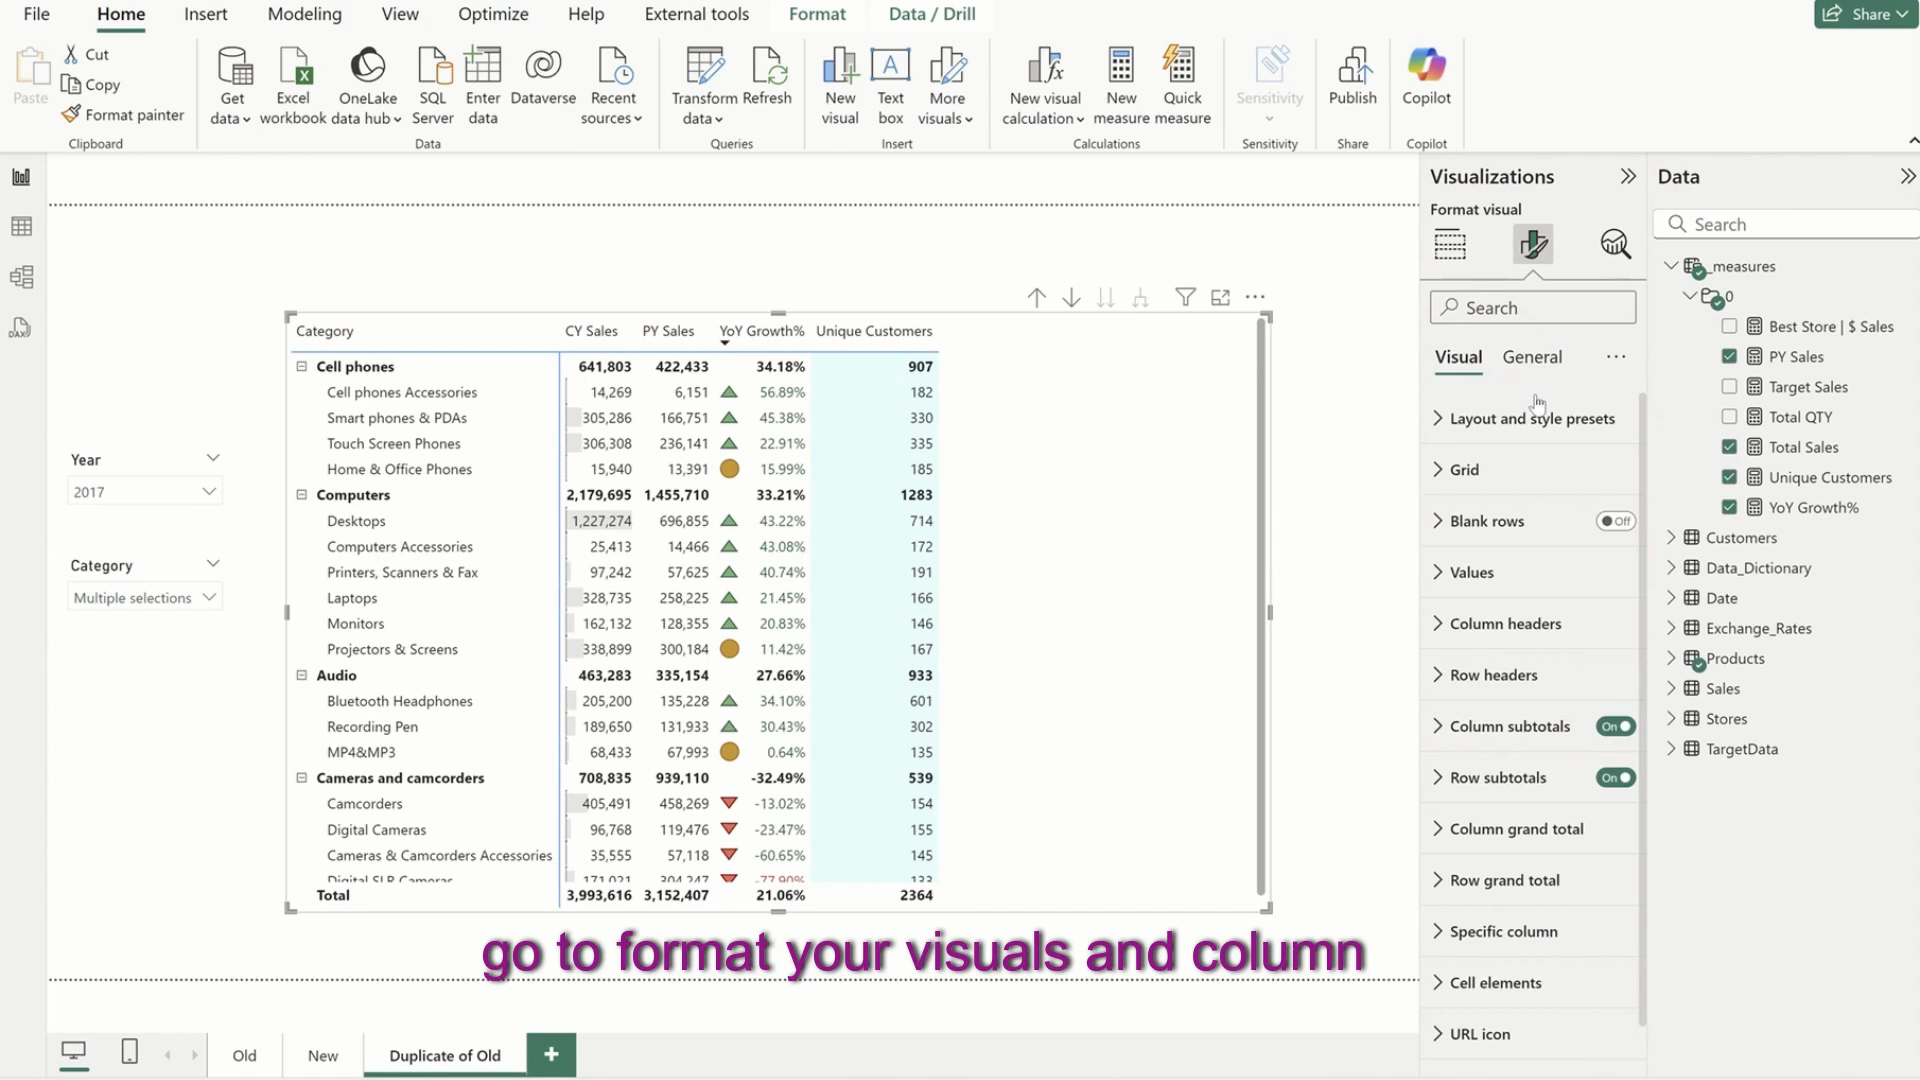 File Home Insert Modeling View Optimize Help External tools Format Data / Drill Share
Paste
Cut
Copy
Format painter
Clipboard
Get data
Excel workbook
OneLake data hub
SQL Server
Enter data
Dataverse
Recent sources
Data
Transform data
Refresh
Queries
New visual
Text box
More visuals
Insert
New visual calculation
New measure
Quick measure
Calculations
Sensitivity
Sensitivity
Publish
Share
Copilot
Copilot
DAX
Year
2017
Category
Multiple selections
Category CY Sales PY Sales YoY Growth% Unique Customers
Cell phones 641,803 422,433 34.18% 907
Cell phones Accessories 14,269 6,151 56.89% 182
Smart phones & PDAs 305,286 166,751 45.38% 330
Touch Screen Phones 306,308 236,141 22.91% 335
Home & Office Phones 15,940 13,391 15.99% 185
Computers 2,179,695 1,455,710 33.21% 1283
Desktops 1,227,274 696,855 43.22% 714
Computers Accessories 25,413 14,466 43.08% 172
Printers, Scanners & Fax 97,242 57,625 40.74% 191
Laptops 328,735 258,225 21.45% 166
Monitors 162,132 128,355 20.83% 146
Projectors & Screens 338,899 300,184 11.42% 167
Audio 463,283 335,154 27.66% 933
Bluetooth Headphones 205,200 135,228 34.10% 601
Recording Pen 189,650 131,933 30.43% 302
MP4&MP3 68,433 67,993 0.64% 135
Cameras and camcorders 708,835 939,110 -32.49% 539
Camcorders 405,491 458,269 -13.02% 154
Digital Cameras 96,768 119,476 -23.47% 155
Cameras & Camcorders Accessories 35,555 57,118 -60.65% 145
Digital SLR Cameras 171,021 304,247 -77.90% 133
Total 3,993,616 3,152,407 21.06% 2364
go to format your visuals and column
Old New Duplicate of Old +
Visualizations
Format visual
Search
Visual General
Layout and style presets
Grid
Blank rows Off
Values
Column headers
Row headers
Column subtotals On
Row subtotals On
Column grand total
Row grand total
Specific column
Cell elements
URL icon
Data
Search
_measures
0
Best Store | $ Sales
PY Sales
Target Sales
Total QTY
Total Sales
Unique Customers
YoY Growth%
Customers
Data_Dictionary
Date
Exchange_Rates
Products
Sales
Stores
TargetData